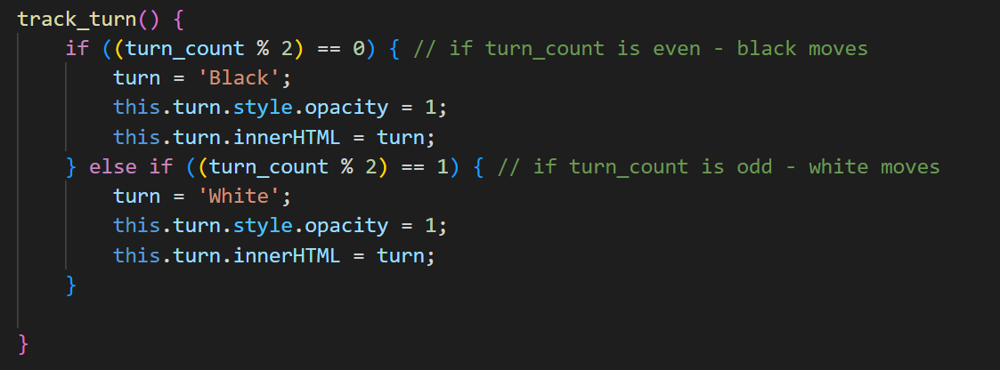 track_turn() {
    if ((turn_count % 2) == 0) { // if turn_count is even - black moves
        turn = 'Black';
        this.turn.style.opacity = 1;
        this.turn.innerHTML = turn;
    } else if ((turn_count % 2) == 1) { // if turn_count is odd - white moves
        turn = 'White';
        this.turn.style.opacity = 1;
        this.turn.innerHTML = turn;
    }

}